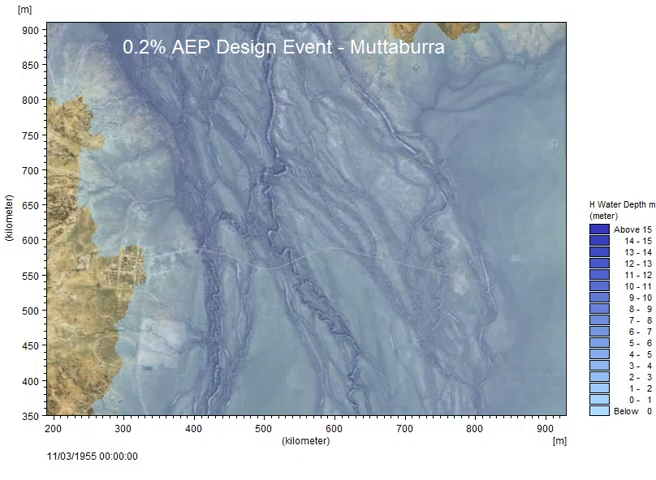 [m]
0.2% AEP Design Event - Muttaburra
900
850
800
750
700
650
600
550
500
450
400
350
(kilometer)
200 300 400 500 600 700 800 900
(kilometer) [m]
11/03/1955 00:00:00
H Water Depth m
(meter)
Above 15
14 - 15
13 - 14
12 - 13
11 - 12
10 - 11
9 - 10
8 - 9
7 - 8
6 - 7
5 - 6
4 - 5
3 - 4
2 - 3
1 - 2
0 - 1
Below 0